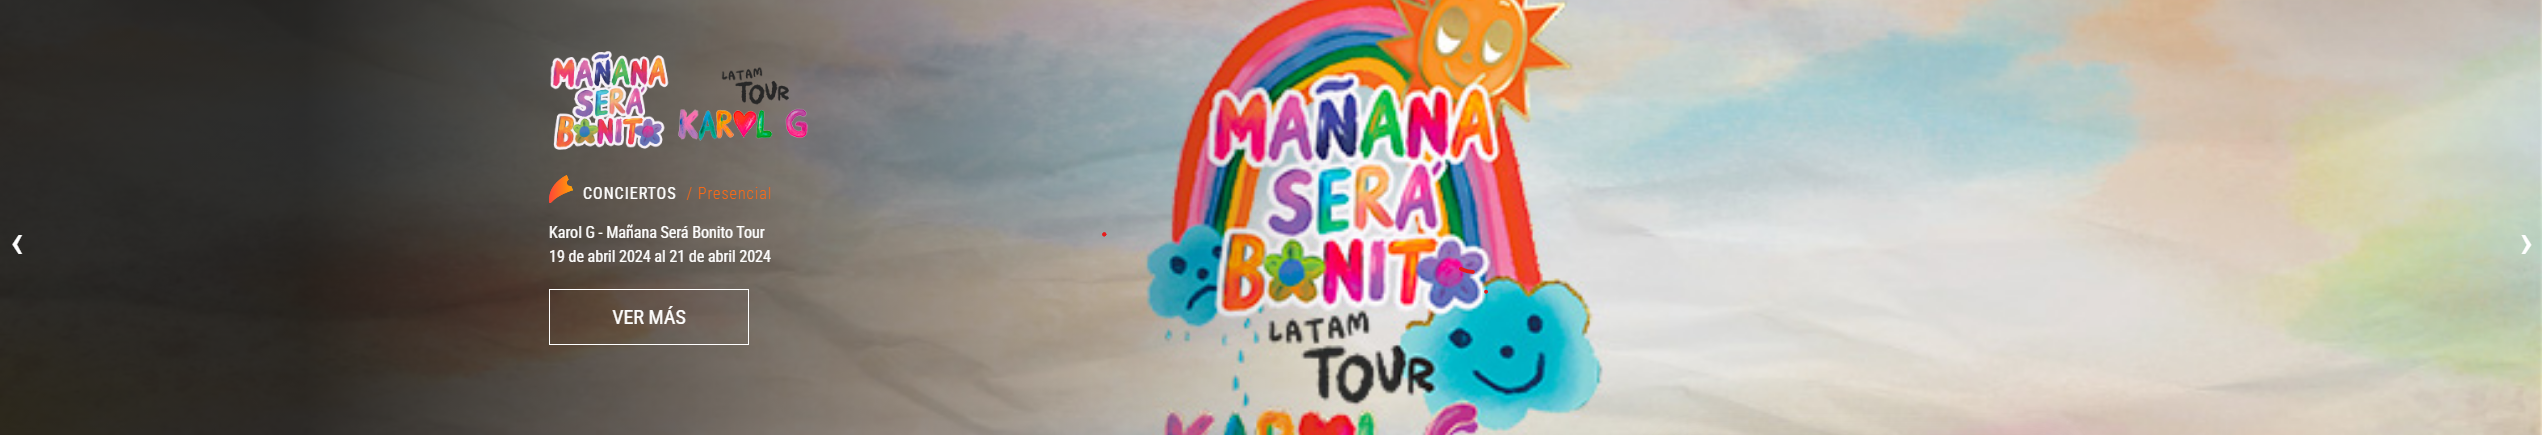 MAÑANA
SERÁ
BONITO
LATAM
TOUR
KAROL G
CONCIERTOS / Presencial
Karol G - Mañana Será Bonito Tour
19 de abril 2024 al 21 de abril 2024
VER MÁS
MAÑANA
SERÁ
BONITO
LATAM
TOUR
KAROL G